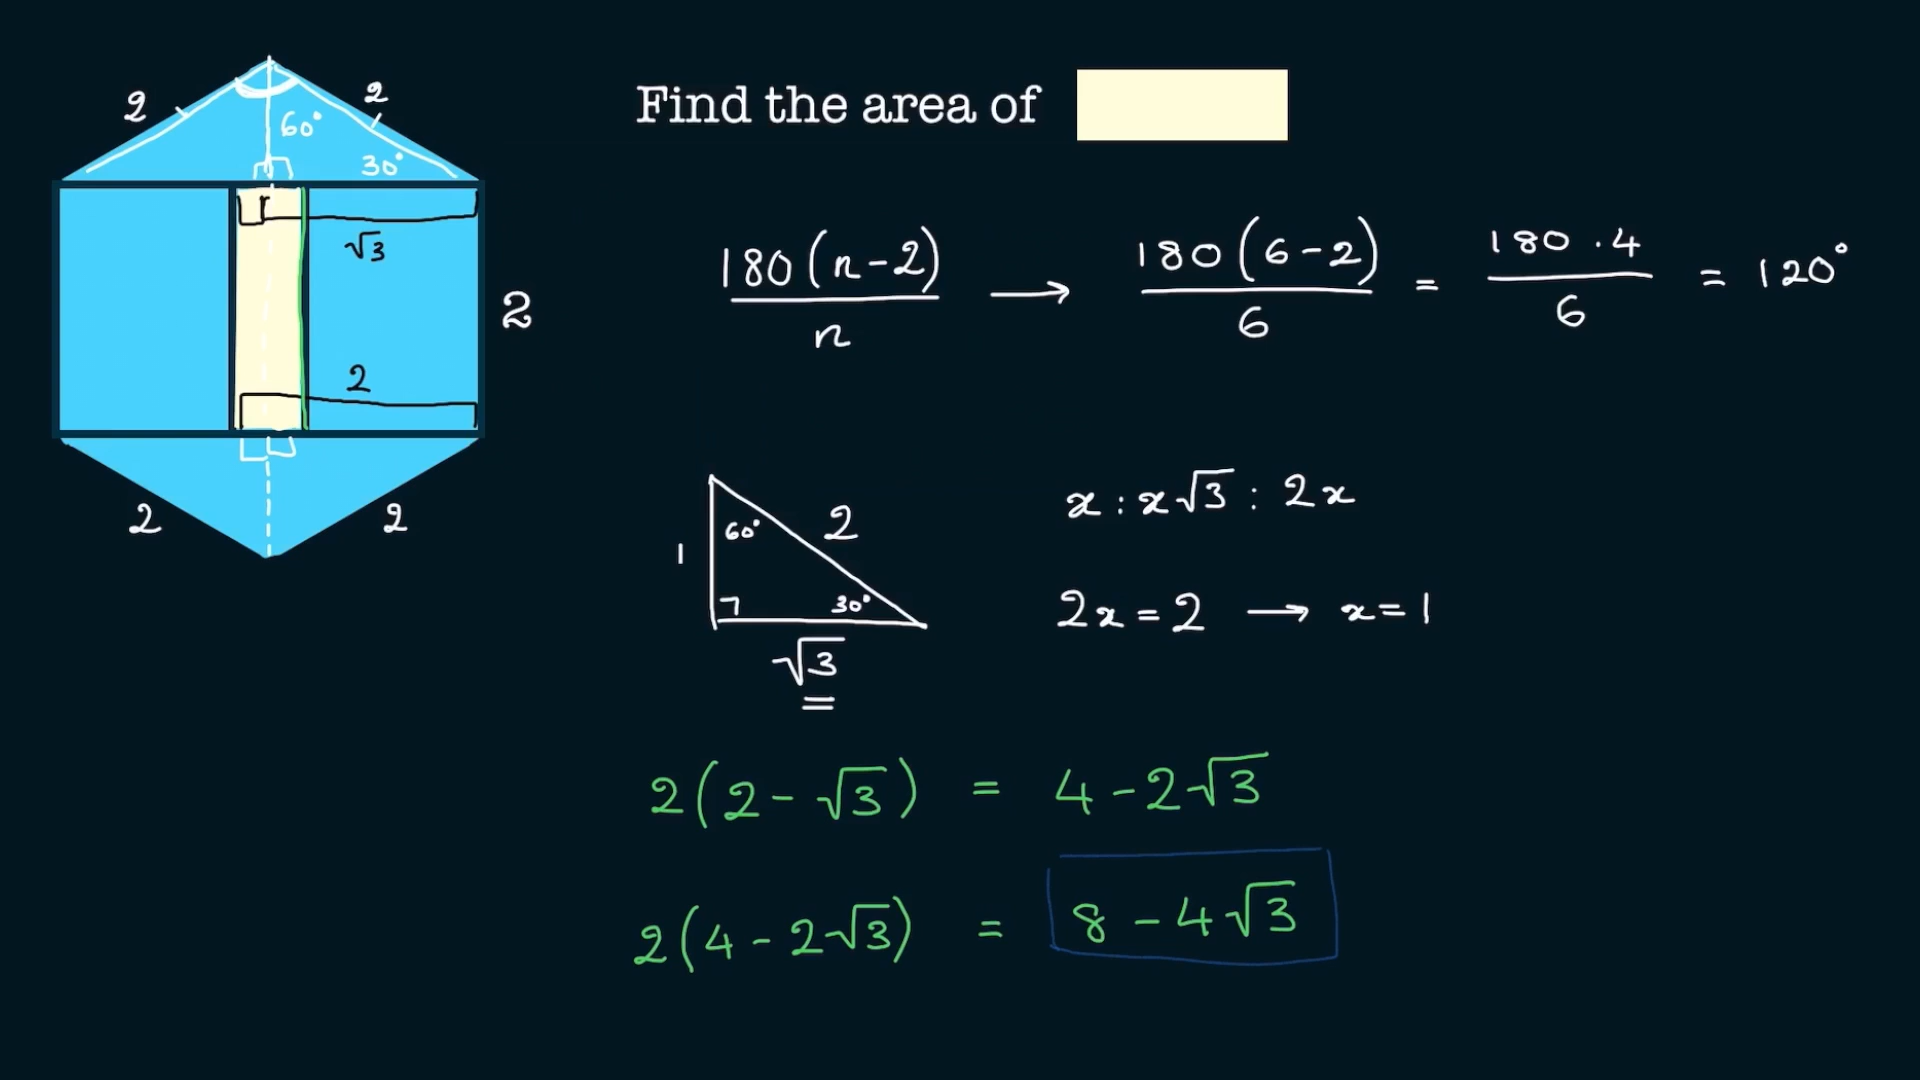 Find the area of
2
2
60°
30°
√3
2
2
2
2
180(n-2)/n → 180(6-2)/6 = 180·4/6 = 120°
60°
2
1
30°
√3
x : x√3 : 2x
2x = 2 → x = 1
2(2-√3) = 4-2√3
2(4-2√3) = 8-4√3